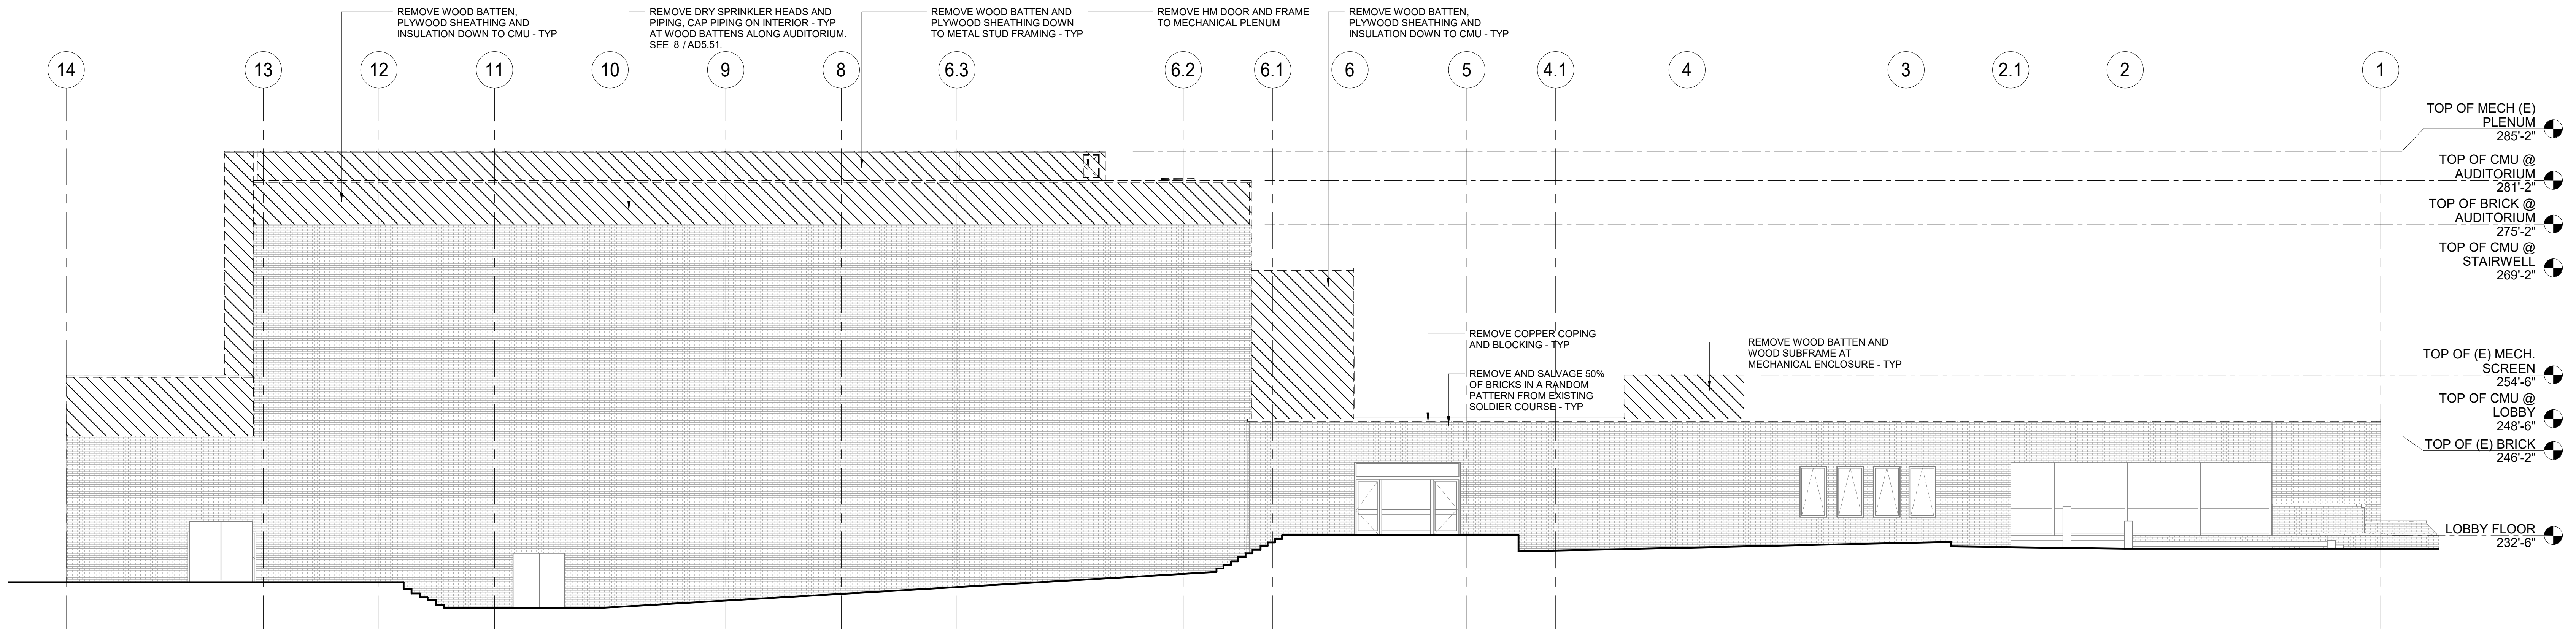 REMOVE WOOD BATTEN,
PLYWOOD SHEATHING AND
INSULATION DOWN TO CMU - TYP
REMOVE DRY SPRINKLER HEADS AND
PIPING, CAP PIPING ON INTERIOR - TYP
AT WOOD BATTENS ALONG AUDITORIUM.
SEE 8 / AD5.51.
REMOVE WOOD BATTEN AND
PLYWOOD SHEATHING DOWN
TO METAL STUD FRAMING - TYP
REMOVE HM DOOR AND FRAME
TO MECHANICAL PLENUM
REMOVE WOOD BATTEN,
PLYWOOD SHEATHING AND
INSULATION DOWN TO CMU - TYP
14
13
12
11
10
9
8
6.3
6.2
6.1
6
5
4.1
4
3
2.1
2
1
TOP OF MECH (E)
PLENUM
285'-2"
TOP OF CMU @
AUDITORIUM
281'-2"
TOP OF BRICK @
AUDITORIUM
275'-2"
TOP OF CMU @
STAIRWELL
269'-2"
REMOVE COPPER COPING
AND BLOCKING - TYP
REMOVE WOOD BATTEN AND
WOOD SUBFRAME AT
MECHANICAL ENCLOSURE - TYP
REMOVE AND SALVAGE 50%
OF BRICKS IN A RANDOM
PATTERN FROM EXISTING
SOLDIER COURSE - TYP
TOP OF (E) MECH.
SCREEN
254'-6"
TOP OF CMU @
LOBBY
248'-6"
TOP OF (E) BRICK
246'-2"
LOBBY FLOOR
232'-6"